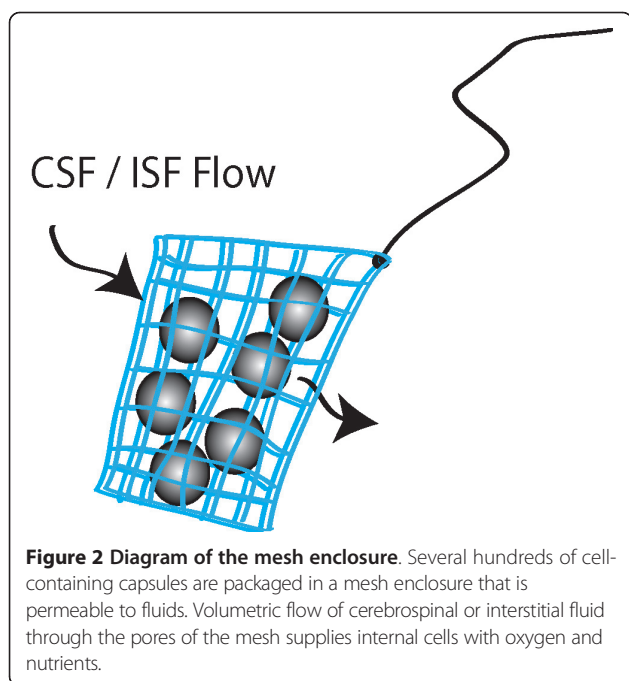 CSF / ISF Flow
Figure 2 Diagram of the mesh enclosure. Several hundreds of cell-
containing capsules are packaged in a mesh enclosure that is
permeable to fluids. Volumetric flow of cerebrospinal or interstitial fluid
through the pores of the mesh supplies internal cells with oxygen and
nutrients.